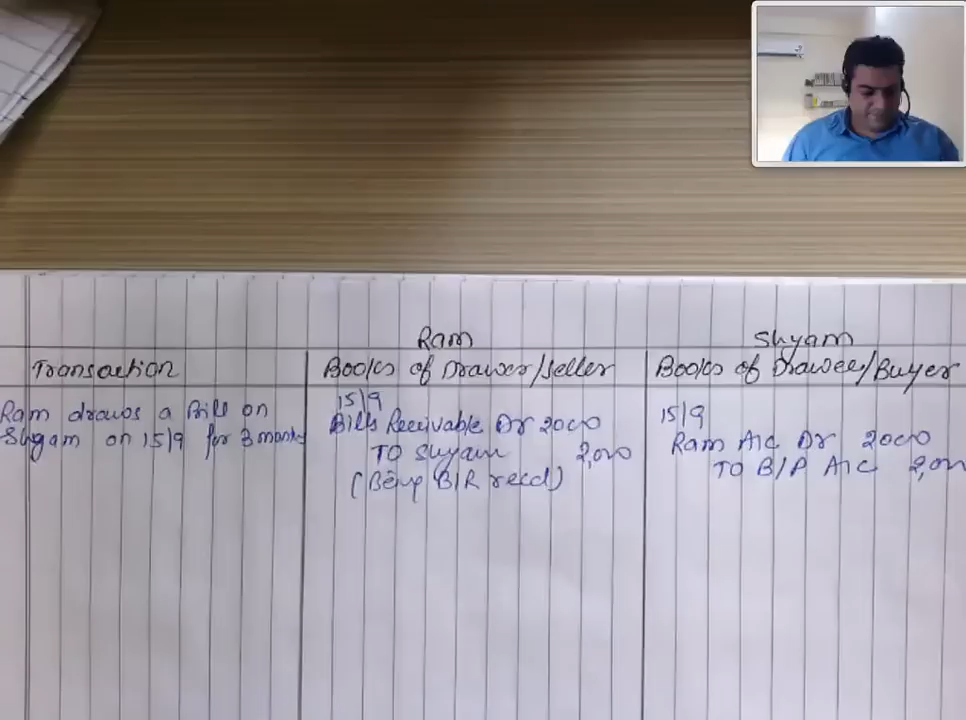 Ram
Shyam
Transaction
Books of Drawer/Seller
Books of Drawee/Buyer
Ram draws a Bill on
Shyam on 15/9 for 3 months
15/9
Bills Receivable Dr 2000
TO Shyam 2,000
(Being B/R recd)
15/9
Ram A/c Dr 2000
TO B/P A/c 2,000